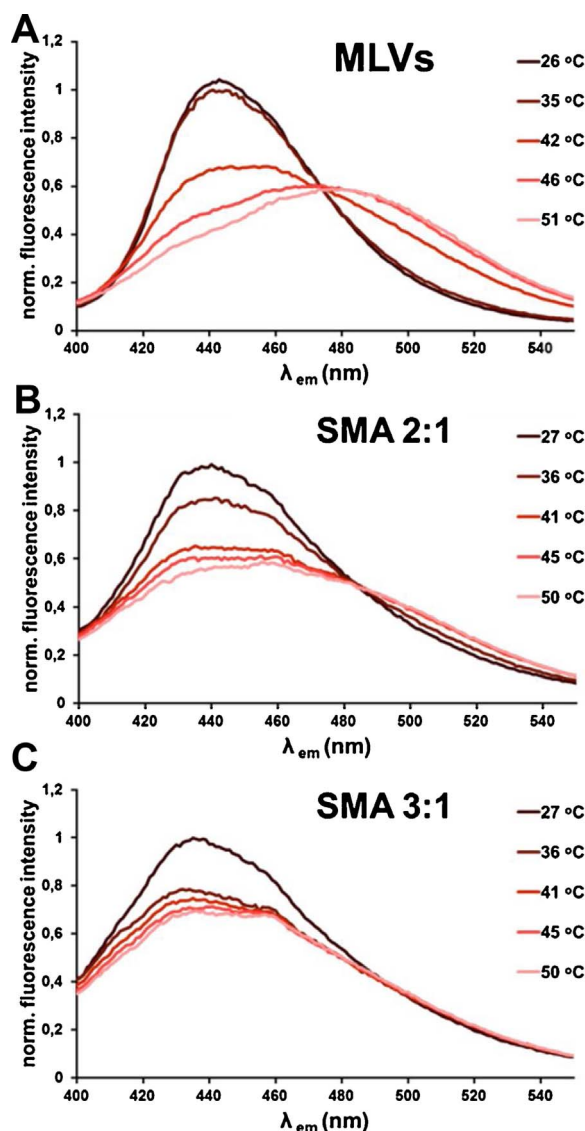 A
MLVs
1,2
1
0,8
0,6
0,4
0,2
0
norm. fluorescence intensity
400 420 440 460 480 500 520 540
λ em (nm)
26 °C
35 °C
42 °C
46 °C
51 °C
B
SMA 2:1
1,2
1
0,8
0,6
0,4
0,2
0
norm. fluorescence intensity
400 420 440 460 480 500 520 540
λ em (nm)
27 °C
36 °C
41 °C
45 °C
50 °C
C
SMA 3:1
1,2
1
0,8
0,6
0,4
0,2
0
norm. fluorescence intensity
400 420 440 460 480 500 520 540
λ em (nm)
27 °C
36 °C
41 °C
45 °C
50 °C